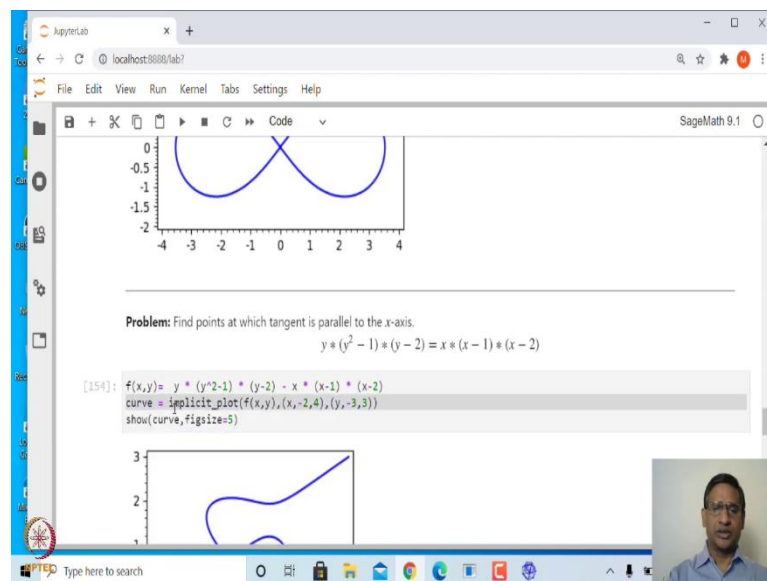 JupyterLab
localhost:8888/lab?
M
File Edit View Run Kernel Tabs Settings Help
Code
SageMath 9.1
0
-0.5
-1
-1.5
-2
-4 -3 -2 -1 0 1 2 3 4
Problem: Find points at which tangent is parallel to the x-axis.
y * (y² − 1) * (y − 2) = x * (x − 1) * (x − 2)
[154]: f(x,y)= y * (y^2-1) * (y-2) - x * (x-1) * (x-2)
curve = implicit_plot(f(x,y),(x,-2,4),(y,-3,3))
show(curve,figsize=5)
3
2
1
NPTEL
Type here to search